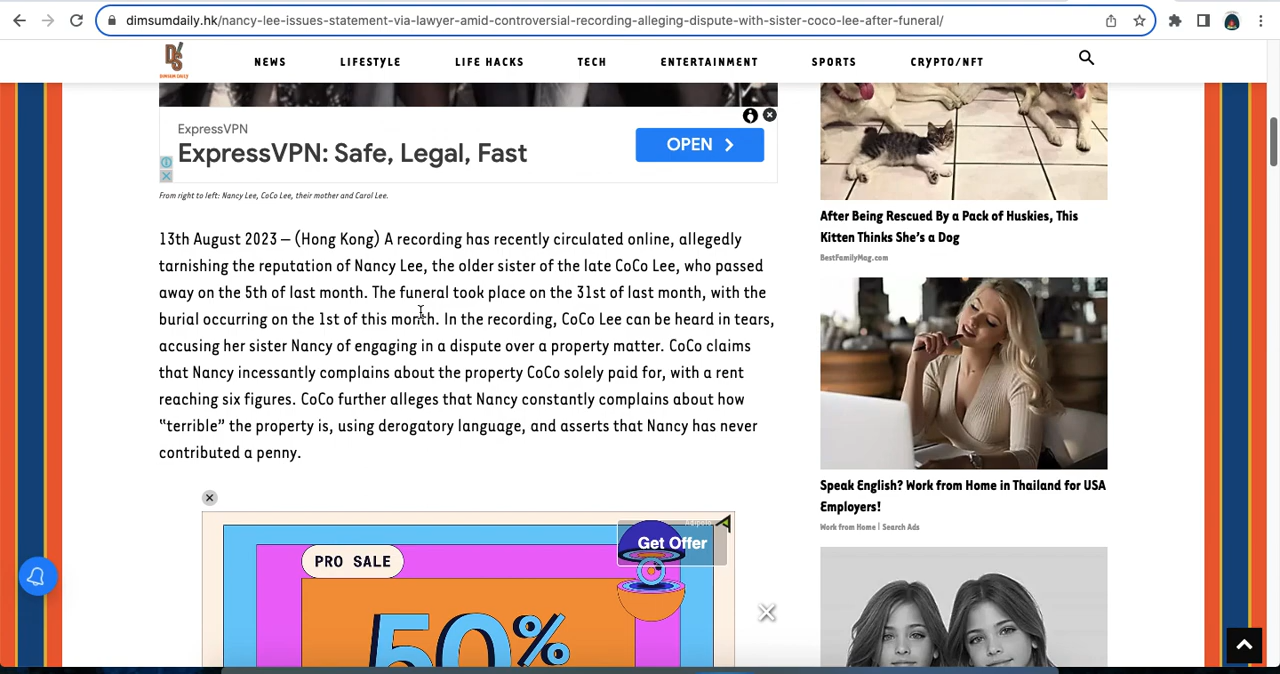 dimsumdaily.hk/nancy-lee-issues-statement-via-lawyer-amid-controversial-recording-alleging-dispute-with-sister-coco-lee-after-funeral/
DS
DIMSUM DAILY
NEWS
LIFESTYLE
LIFE HACKS
TECH
ENTERTAINMENT
SPORTS
CRYPTO/NFT
ExpressVPN
ExpressVPN: Safe, Legal, Fast
OPEN
From right to left: Nancy Lee, CoCo Lee, their mother and Carol Lee.
13th August 2023 – (Hong Kong) A recording has recently circulated online, allegedly
tarnishing the reputation of Nancy Lee, the older sister of the late CoCo Lee, who passed
away on the 5th of last month. The funeral took place on the 31st of last month, with the
burial occurring on the 1st of this month. In the recording, CoCo Lee can be heard in tears,
accusing her sister Nancy of engaging in a dispute over a property matter. CoCo claims
that Nancy incessantly complains about the property CoCo solely paid for, with a rent
reaching six figures. CoCo further alleges that Nancy constantly complains about how
“terrible” the property is, using derogatory language, and asserts that Nancy has never
contributed a penny.
PRO SALE
Get Offer
50%
After Being Rescued By a Pack of Huskies, This
Kitten Thinks She's a Dog
BestFamilyMag.com
Speak English? Work from Home in Thailand for USA
Employers!
Work from Home | Search Ads